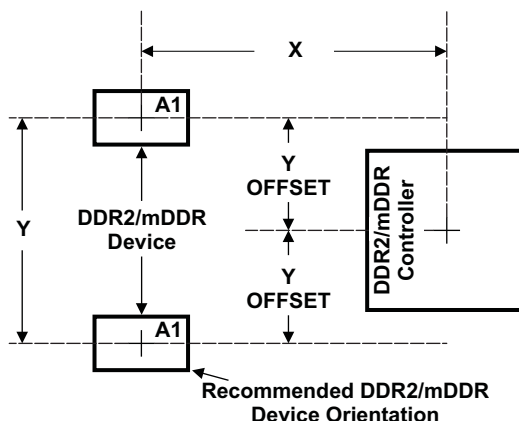 X
A1
Y
OFFSET
Y
DDR2/mDDR
Device
DDR2/mDDR
Controller
Y
OFFSET
A1
Recommended DDR2/mDDR
Device Orientation